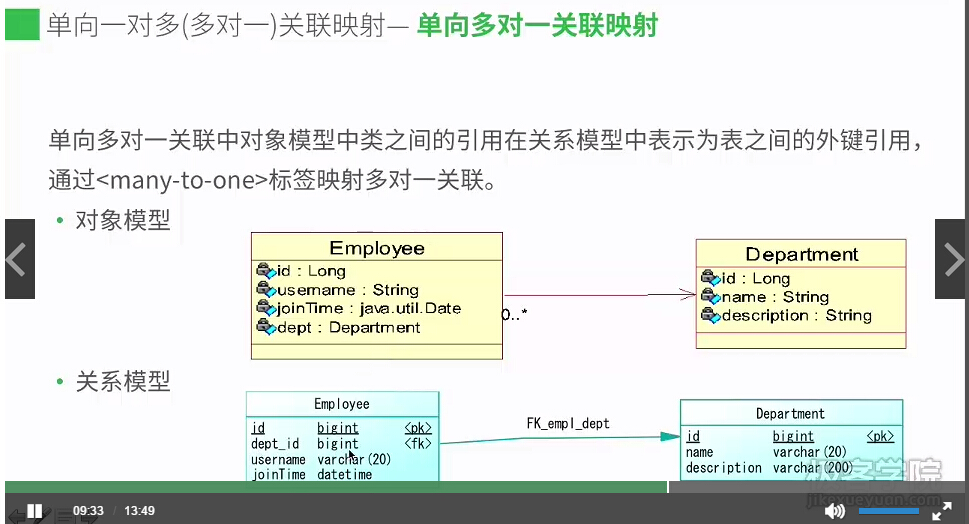 单向一对多(多对一)关联映射— 单向多对一关联映射
单向多对一关联中对象模型中类之间的引用在关系模型中表示为表之间的外键引用，
通过<many-to-one>标签映射多对一关联。
• 对象模型
Employee
id : Long
username : String
joinTime : java.util.Date
dept : Department
0..*
Department
id : Long
name : String
description : String
• 关系模型
Employee
id bigint <pk>
dept_id bigint <fk>
username varchar(20)
joinTime datetime
FK_empl_dept
Department
id bigint <pk>
name varchar(20)
description varchar(200)
极客学院
jikexueyuan.com
09:33 / 13:49